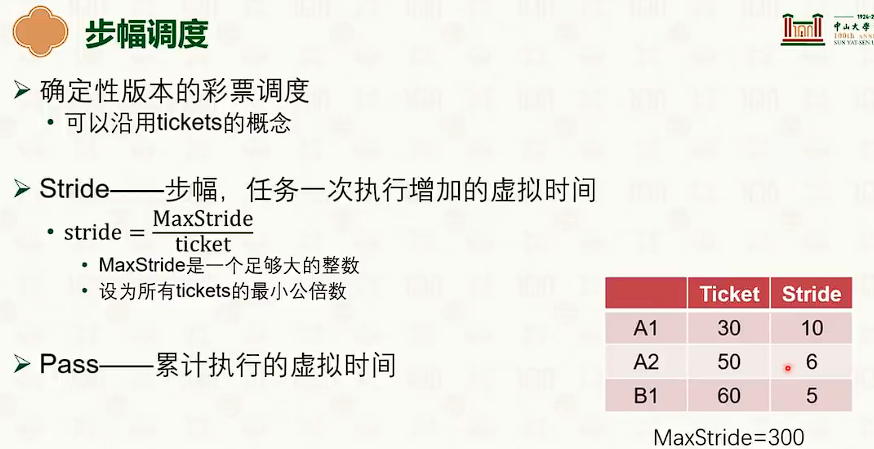 步幅调度
1924-2
中山大學
100th ANNI
SUN YAT-SEN U
➢ 确定性版本的彩票调度
• 可以沿用tickets的概念
➢ Stride——步幅，任务一次执行增加的虚拟时间
• stride = MaxStride / ticket
• MaxStride是一个足够大的整数
• 设为所有tickets的最小公倍数
➢ Pass——累计执行的虚拟时间
Ticket Stride
A1 30 10
A2 50 6
B1 60 5
MaxStride=300